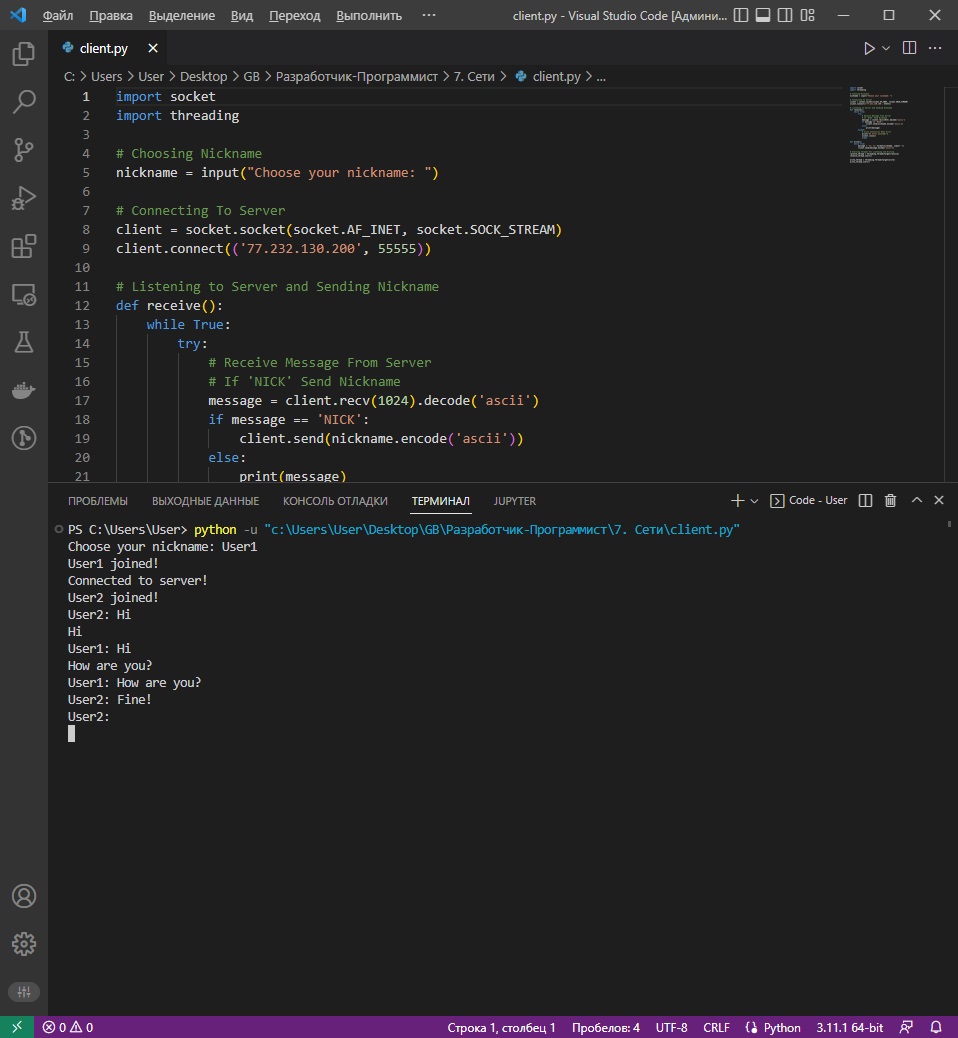 Файл Правка Выделение Вид Переход Выполнить ··· client.py - Visual Studio Code [Админи...
client.py
C: > Users > User > Desktop > GB > Разработчик-Программист > 7. Сети > client.py > ...
1 import socket
2 import threading
3
4 # Choosing Nickname
5 nickname = input("Choose your nickname: ")
6
7 # Connecting To Server
8 client = socket.socket(socket.AF_INET, socket.SOCK_STREAM)
9 client.connect(('77.232.130.200', 55555))
10
11 # Listening to Server and Sending Nickname
12 def receive():
13 while True:
14 try:
15 # Receive Message From Server
16 # If 'NICK' Send Nickname
17 message = client.recv(1024).decode('ascii')
18 if message == 'NICK':
19 client.send(nickname.encode('ascii'))
20 else:
21 print(message)
ПРОБЛЕМЫ ВЫХОДНЫЕ ДАННЫЕ КОНСОЛЬ ОТЛАДКИ ТЕРМИНАЛ JUPYTER Code - User
PS C:\Users\User> python -u "c:\Users\User\Desktop\GB\Разработчик-Программист\7. Сети\client.py"
Choose your nickname: User1
User1 joined!
Connected to server!
User2 joined!
User2: Hi
Hi
User1: Hi
How are you?
User1: How are you?
User2: Fine!
User2:
0 0 Строка 1, столбец 1 Пробелов: 4 UTF-8 CRLF Python 3.11.1 64-bit